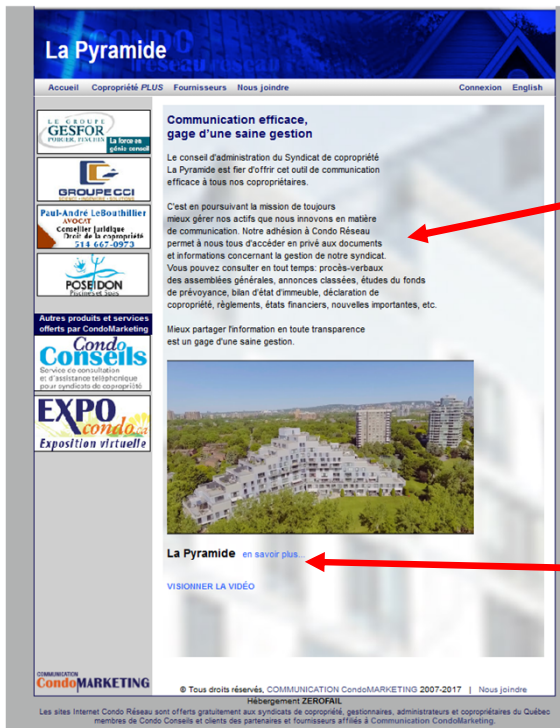 La Pyramide
Accueil Copropriété PLUS Fournisseurs Nous joindre Connexion English
LE GROUPE
GESFOR
POIRIER, PINCHIN
La force en
génie conseil
GROUPE CCI
Paul-André LeBouthillier
AVOCAT
Conseiller juridique
Droit de la copropriété
514 667-0973
POSEIDON
Piscines et Spas
Autres produits et services
offerts par CondoMarketing
Condo
Conseils
Service de consultation
et d'assistance téléphonique
pour syndicats de copropriété
EXPO
condo.ca
Exposition virtuelle
Communication efficace,
gage d'une saine gestion
Le conseil d'administration du Syndicat de copropriété
La Pyramide est fier d'offrir cet outil de communication
efficace à tous nos copropriétaires.
C'est en poursuivant la mission de toujours
mieux gérer nos actifs que nous innovons en matière
de communication. Notre adhésion à Condo Réseau
permet à nous tous d'accéder en privé aux documents
et informations concernant la gestion de notre syndicat.
Vous pouvez consulter en tout temps: procès-verbaux
des assemblées générales, annonces classées, études du fonds
de prévoyance, bilan d'état d'immeuble, déclaration de
copropriété, règlements, états financiers, nouvelles importantes, etc.
Mieux partager l'information en toute transparence
est un gage d'une saine gestion.
La Pyramide en savoir plus...
VISIONNER LA VIDÉO
COMMUNICATION
CondoMARKETING
© Tous droits réservés, COMMUNICATION CondoMARKETING 2007-2017 | Nous joindre
Hébergement ZEROFAIL
Les sites Internet Condo Réseau sont offerts gratuitement aux syndicats de copropriété, gestionnaires, administrateurs et copropriétaires du Québec
membres de Condo Conseils et clients des partenaires et fournisseurs affiliés à Communication CondoMarketing.